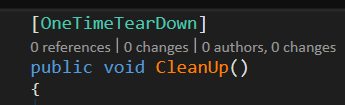 [OneTimeTearDown]
0 references | 0 changes | 0 authors, 0 changes
public void CleanUp()
{